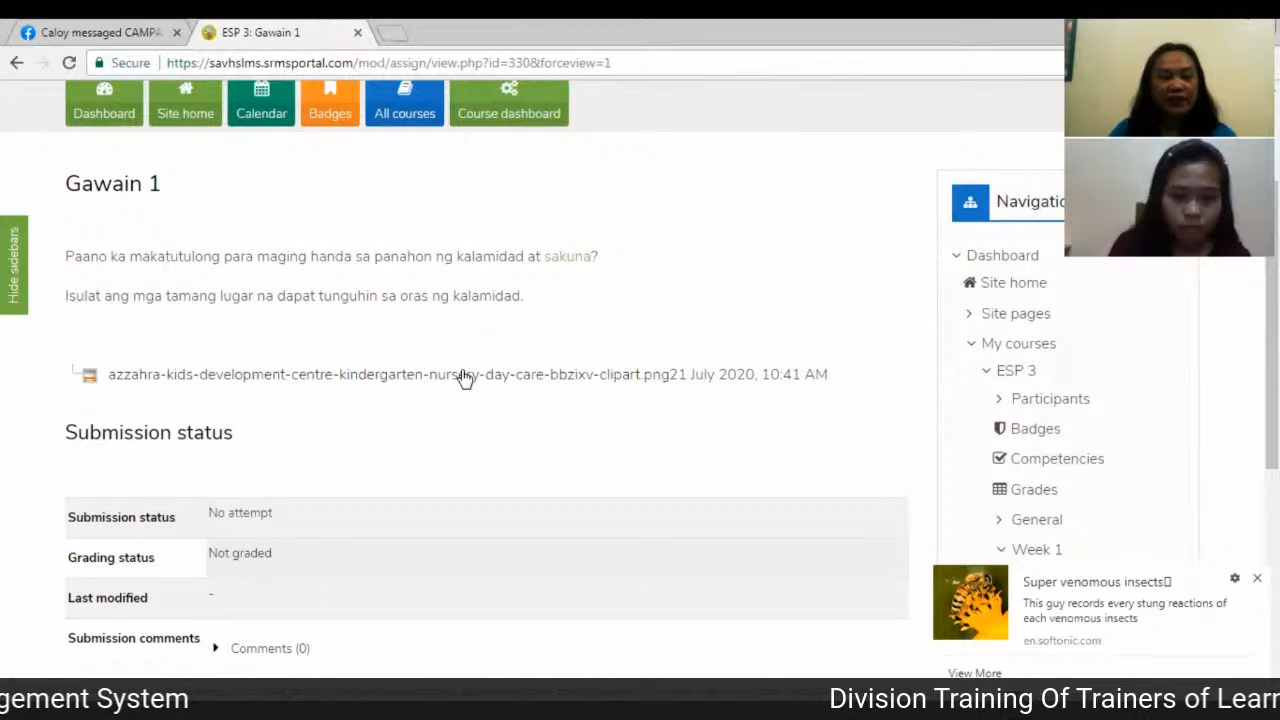 Caloy messaged CAMPA
ESP 3: Gawain 1
Secure
https://savhslms.srmsportal.com/mod/assign/view.php?id=330&forceview=1
Dashboard
Site home
Calendar
Badges
All courses
Course dashboard
Hide sidebars
Gawain 1
Paano ka makatutulong para maging handa sa panahon ng kalamidad at sakuna?
Isulat ang mga tamang lugar na dapat tunguhin sa oras ng kalamidad.
azzahra-kids-development-centre-kindergarten-nursery-day-care-bbzixv-clipart.png21 July 2020, 10:41 AM
Submission status
Submission status No attempt
Grading status Not graded
Last modified -
Submission comments Comments (0)
Navigatio
Dashboard
Site home
Site pages
My courses
ESP 3
Participants
Badges
Competencies
Grades
General
Week 1
Super venomous insects
This guy records every stung reactions of
each venomous insects
en.softonic.com
View More
gement System
Division Training Of Trainers of Lear